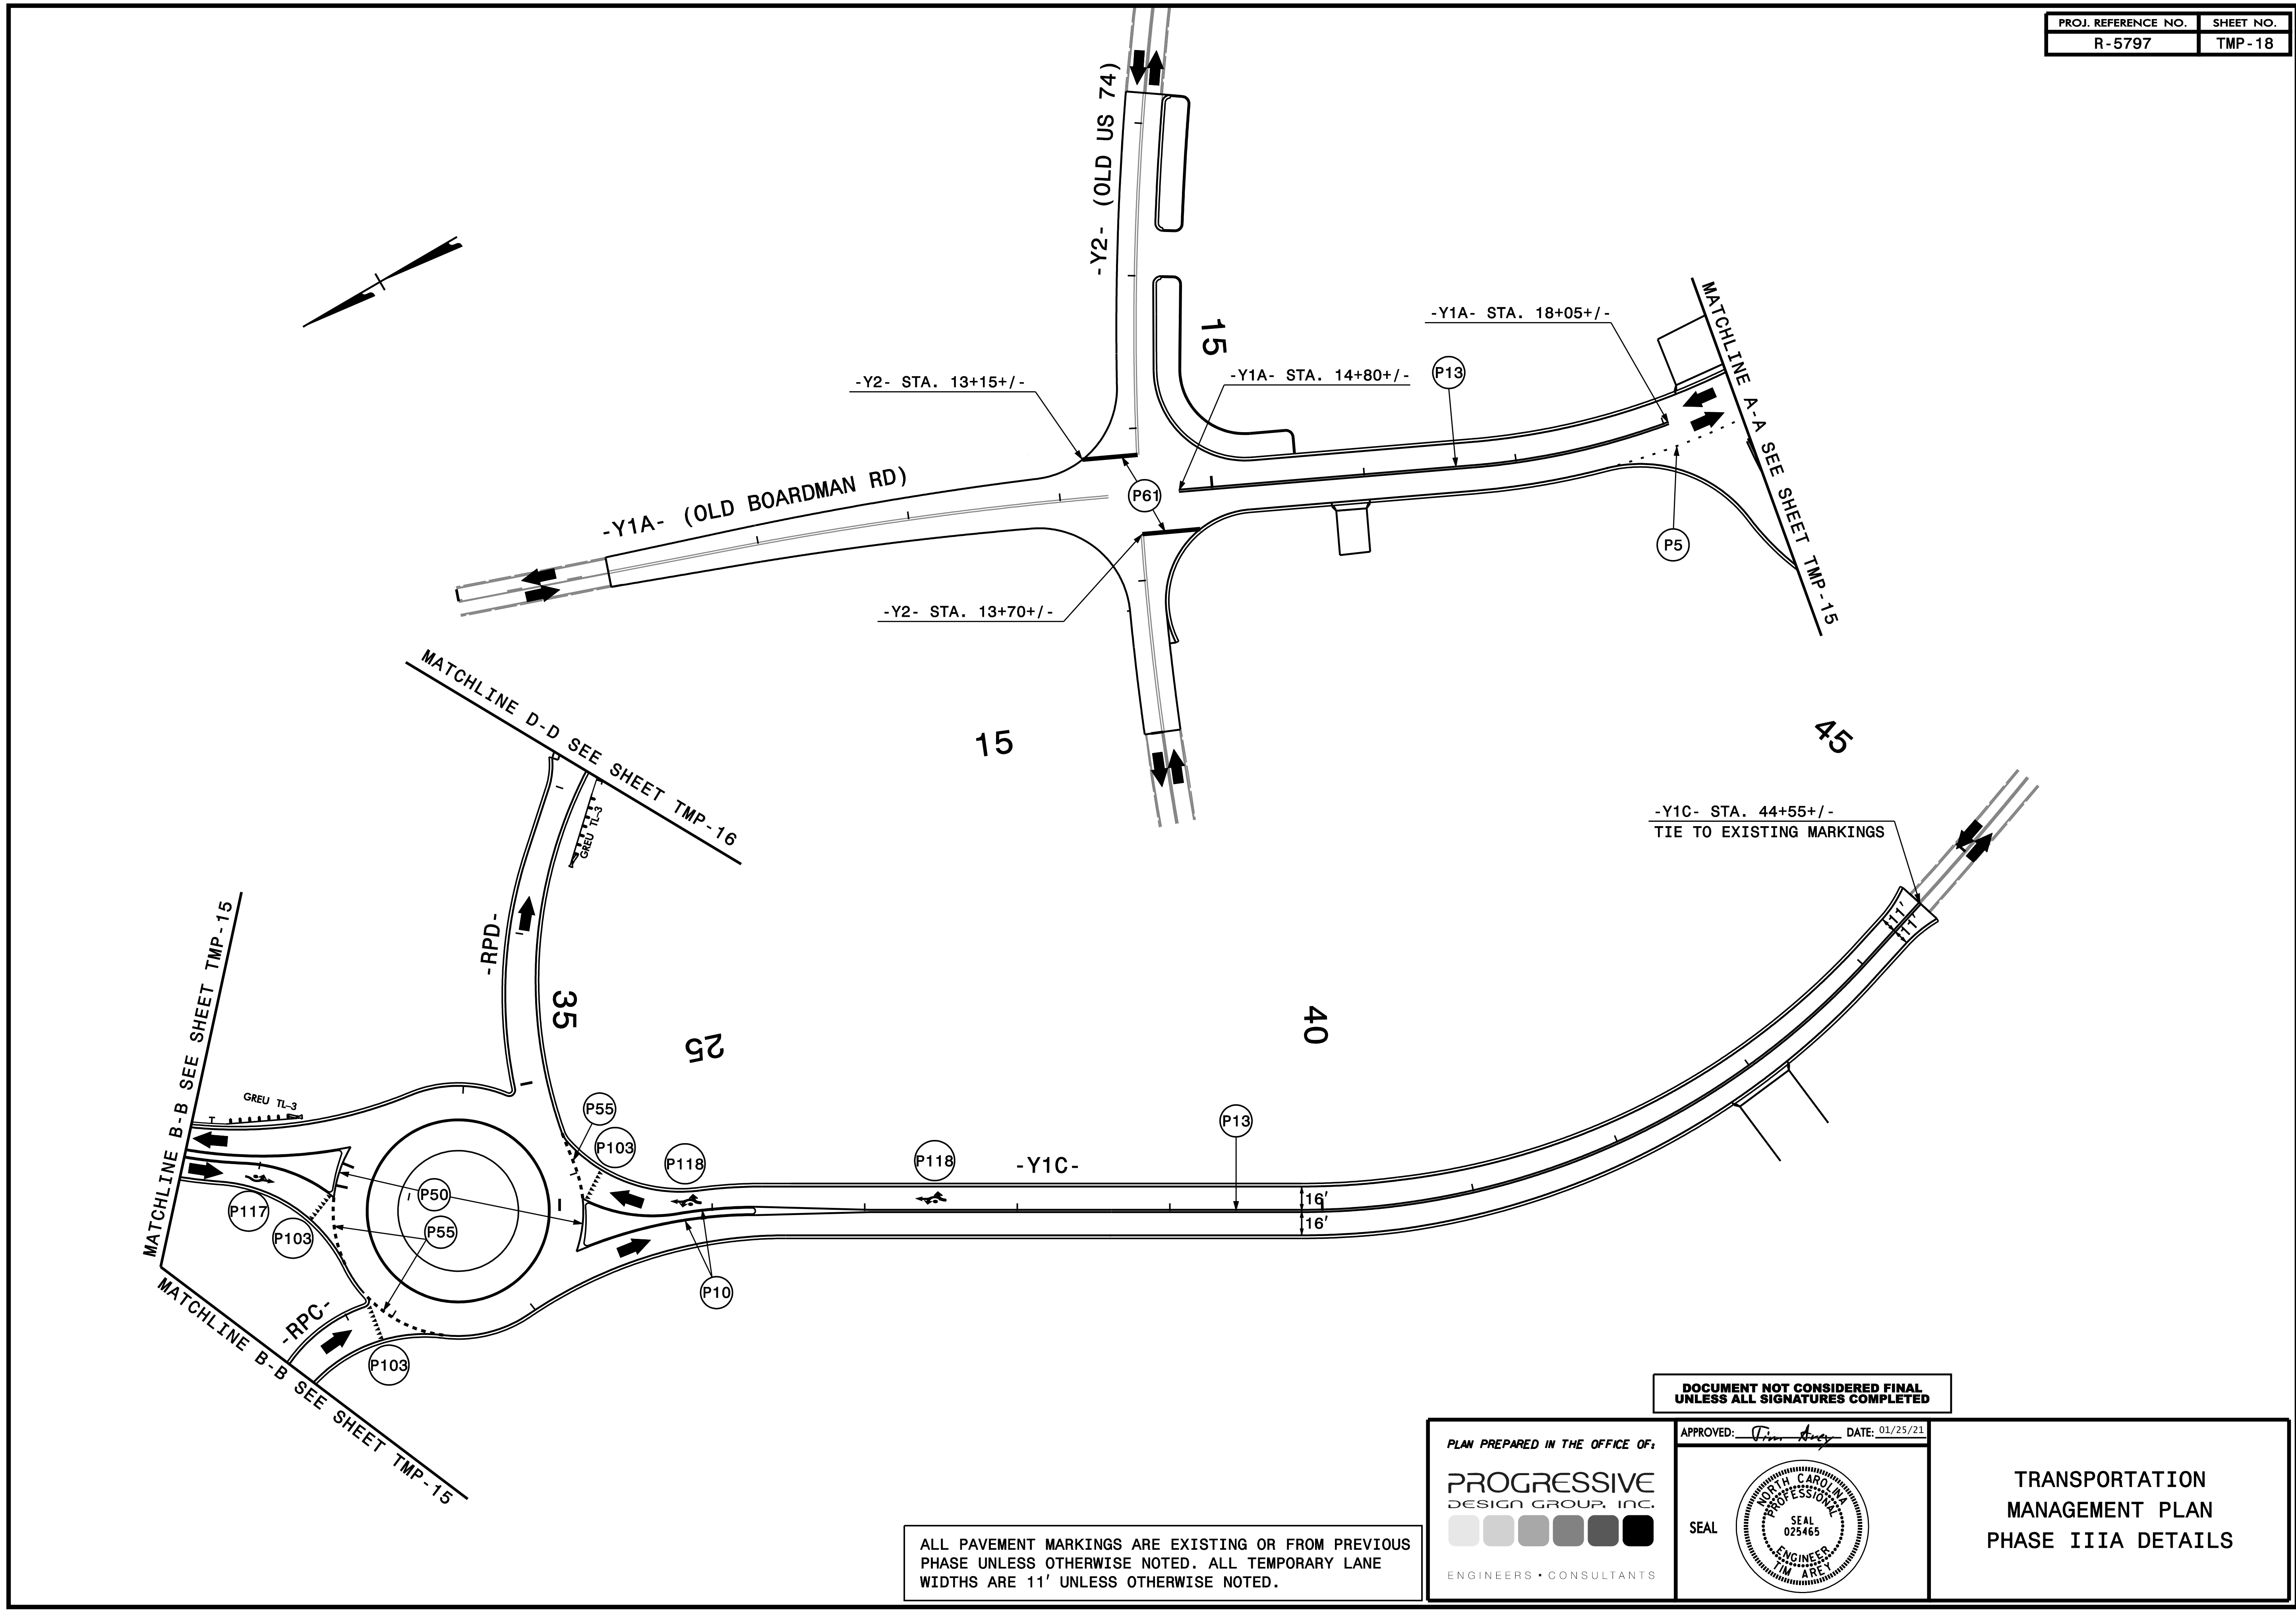 PROJ. REFERENCE NO. SHEET NO.
R-5797 TMP-18
-Y2- (OLD US 74)
15
-Y1A- STA. 18+05+/-
MATCHLINE A-A SEE SHEET TMP-15
-Y2- STA. 13+15+/-
-Y1A- STA. 14+80+/-
P13
P61
-Y1A- (OLD BOARDMAN RD)
P5
-Y2- STA. 13+70+/-
MATCHLINE D-D SEE SHEET TMP-16
15
45
GREU TL-3
-Y1C- STA. 44+55+/-
TIE TO EXISTING MARKINGS
11'
11'
MATCHLINE B-B SEE SHEET TMP-15
-RPD-
35
25
40
GREU TL-3
P55
P103
P118
P118
-Y1C-
P13
P50
P117
P103
P55
16'
16'
P10
-RPC-
P103
MATCHLINE B-B SEE SHEET TMP-15
DOCUMENT NOT CONSIDERED FINAL
UNLESS ALL SIGNATURES COMPLETED
PLAN PREPARED IN THE OFFICE OF:
PROGRESSIVE
DESIGN GROUP, INC.
ENGINEERS • CONSULTANTS
APPROVED: Tim Arey DATE: 01/25/21
SEAL
NORTH CAROLINA
PROFESSIONAL
SEAL
025465
ENGINEER
TIM AREY
TRANSPORTATION
MANAGEMENT PLAN
PHASE IIIA DETAILS
ALL PAVEMENT MARKINGS ARE EXISTING OR FROM PREVIOUS
PHASE UNLESS OTHERWISE NOTED. ALL TEMPORARY LANE
WIDTHS ARE 11' UNLESS OTHERWISE NOTED.